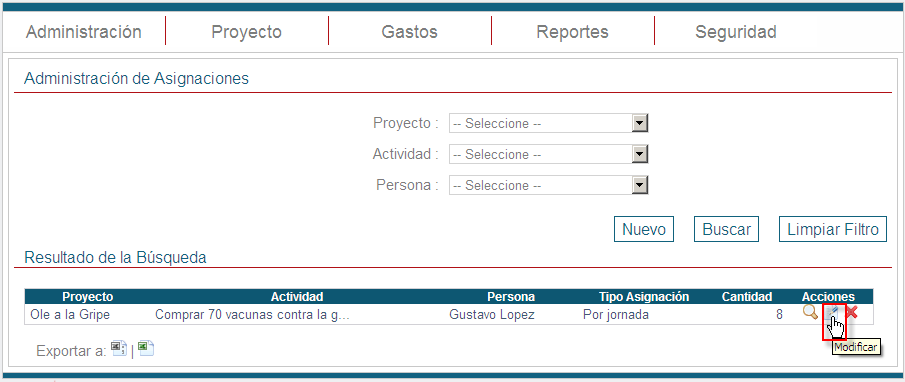 Administración Proyecto Gastos Reportes Seguridad
Administración de Asignaciones
Proyecto : -- Seleccione --
Actividad : -- Seleccione --
Persona : -- Seleccione --
Nuevo Buscar Limpiar Filtro
Resultado de la Búsqueda
Proyecto Actividad Persona Tipo Asignación Cantidad Acciones
Ole a la Gripe Comprar 70 vacunas contra la g... Gustavo Lopez Por jornada 8
Modificar
Exportar a: |